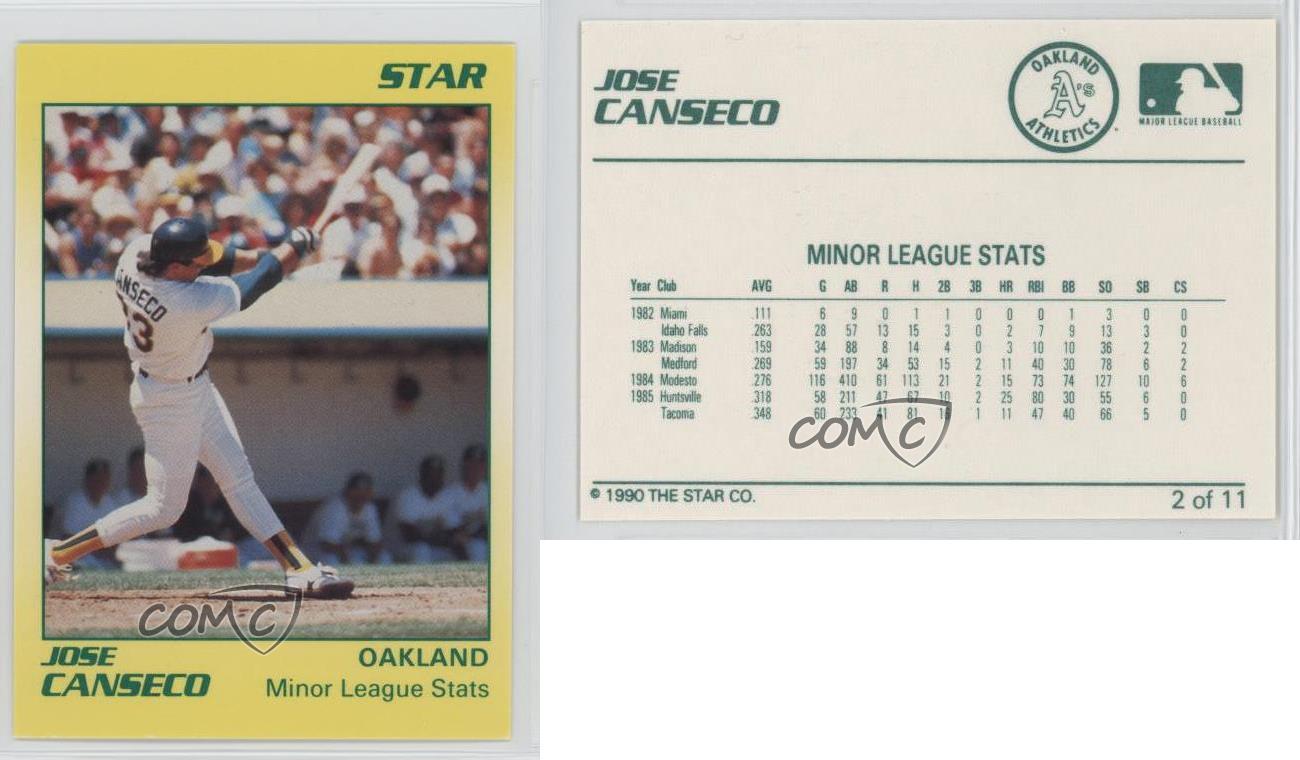 STAR
ANSECO
3
COMC
JOSE
CANSECO
OAKLAND
Minor League Stats
JOSE
CANSECO
OAKLAND
A's
ATHLETICS
MAJOR LEAGUE BASEBALL
MINOR LEAGUE STATS
Year Club AVG G AB R H 2B 3B HR RBI BB SO SB CS
1982 Miami .111 6 9 0 1 1 0 0 0 1 3 0 0
Idaho Falls .263 28 57 13 15 3 0 2 7 9 13 3 0
1983 Madison .159 34 88 8 14 4 0 3 10 10 36 2 2
Medford .269 59 197 34 53 15 2 11 40 30 78 6 2
1984 Modesto .276 116 410 61 113 21 2 15 73 74 127 10 6
1985 Huntsville .318 58 211 47 67 10 2 25 80 30 55 6 0
Tacoma .348 60 233 41 81 16 1 11 47 40 66 5 0
COMC
© 1990 THE STAR CO.
2 of 11